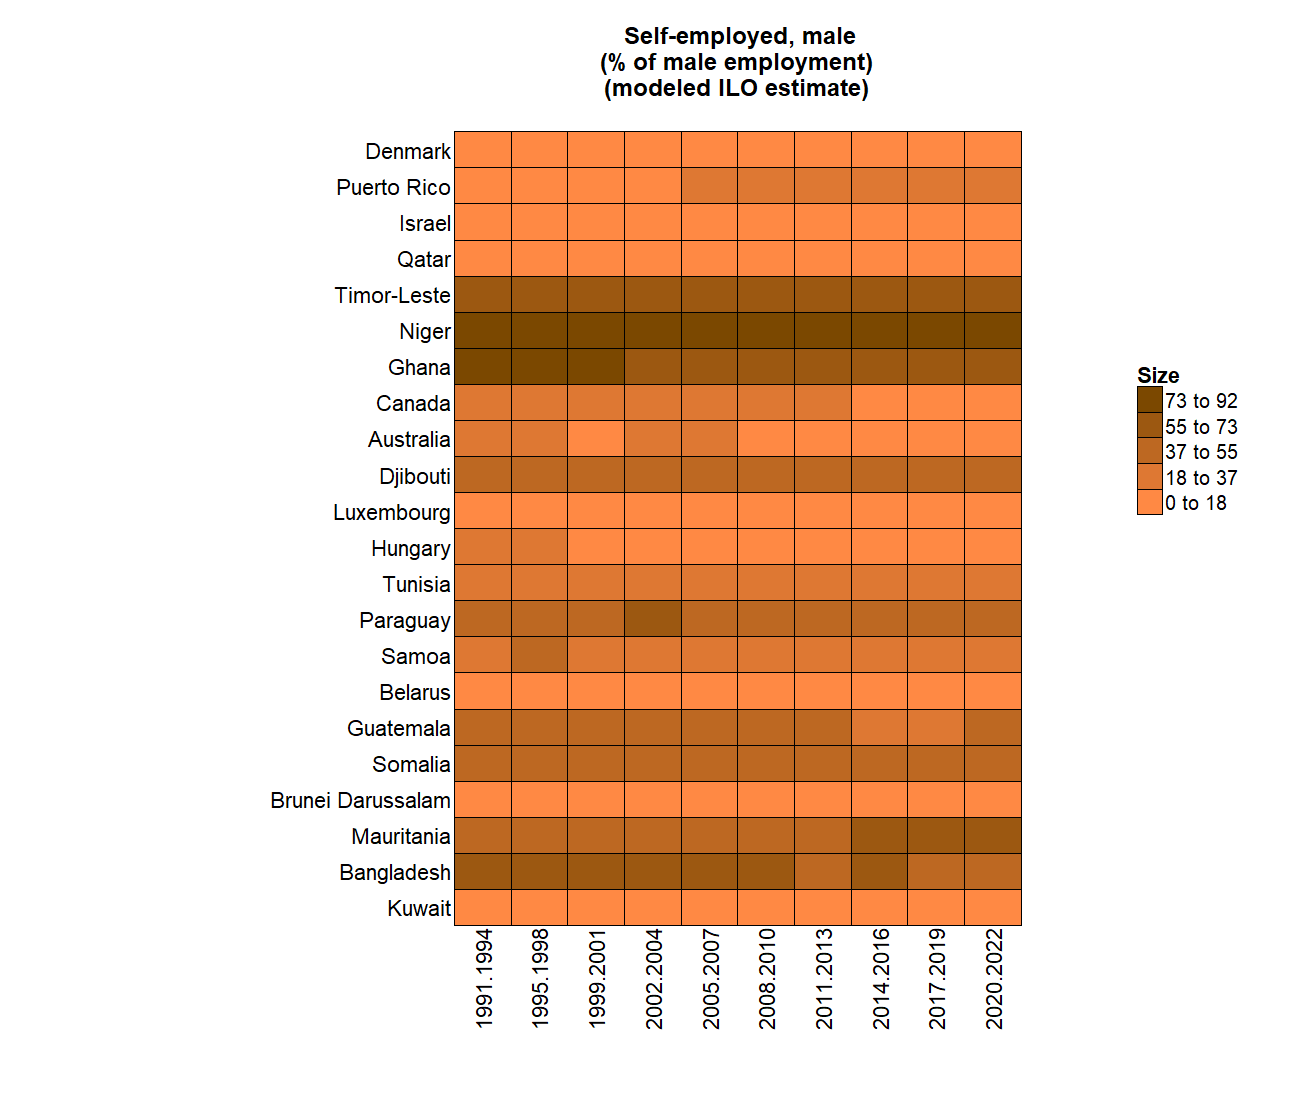 Self-employed, male
(% of male employment)
(modeled ILO estimate)
Denmark
Puerto Rico
Israel
Qatar
Timor-Leste
Niger
Ghana
Canada
Australia
Djibouti
Luxembourg
Hungary
Tunisia
Paraguay
Samoa
Belarus
Guatemala
Somalia
Brunei Darussalam
Mauritania
Bangladesh
Kuwait
1991.1994
1995.1998
1999.2001
2002.2004
2005.2007
2008.2010
2011.2013
2014.2016
2017.2019
2020.2022
Size
73 to 92
55 to 73
37 to 55
18 to 37
0 to 18